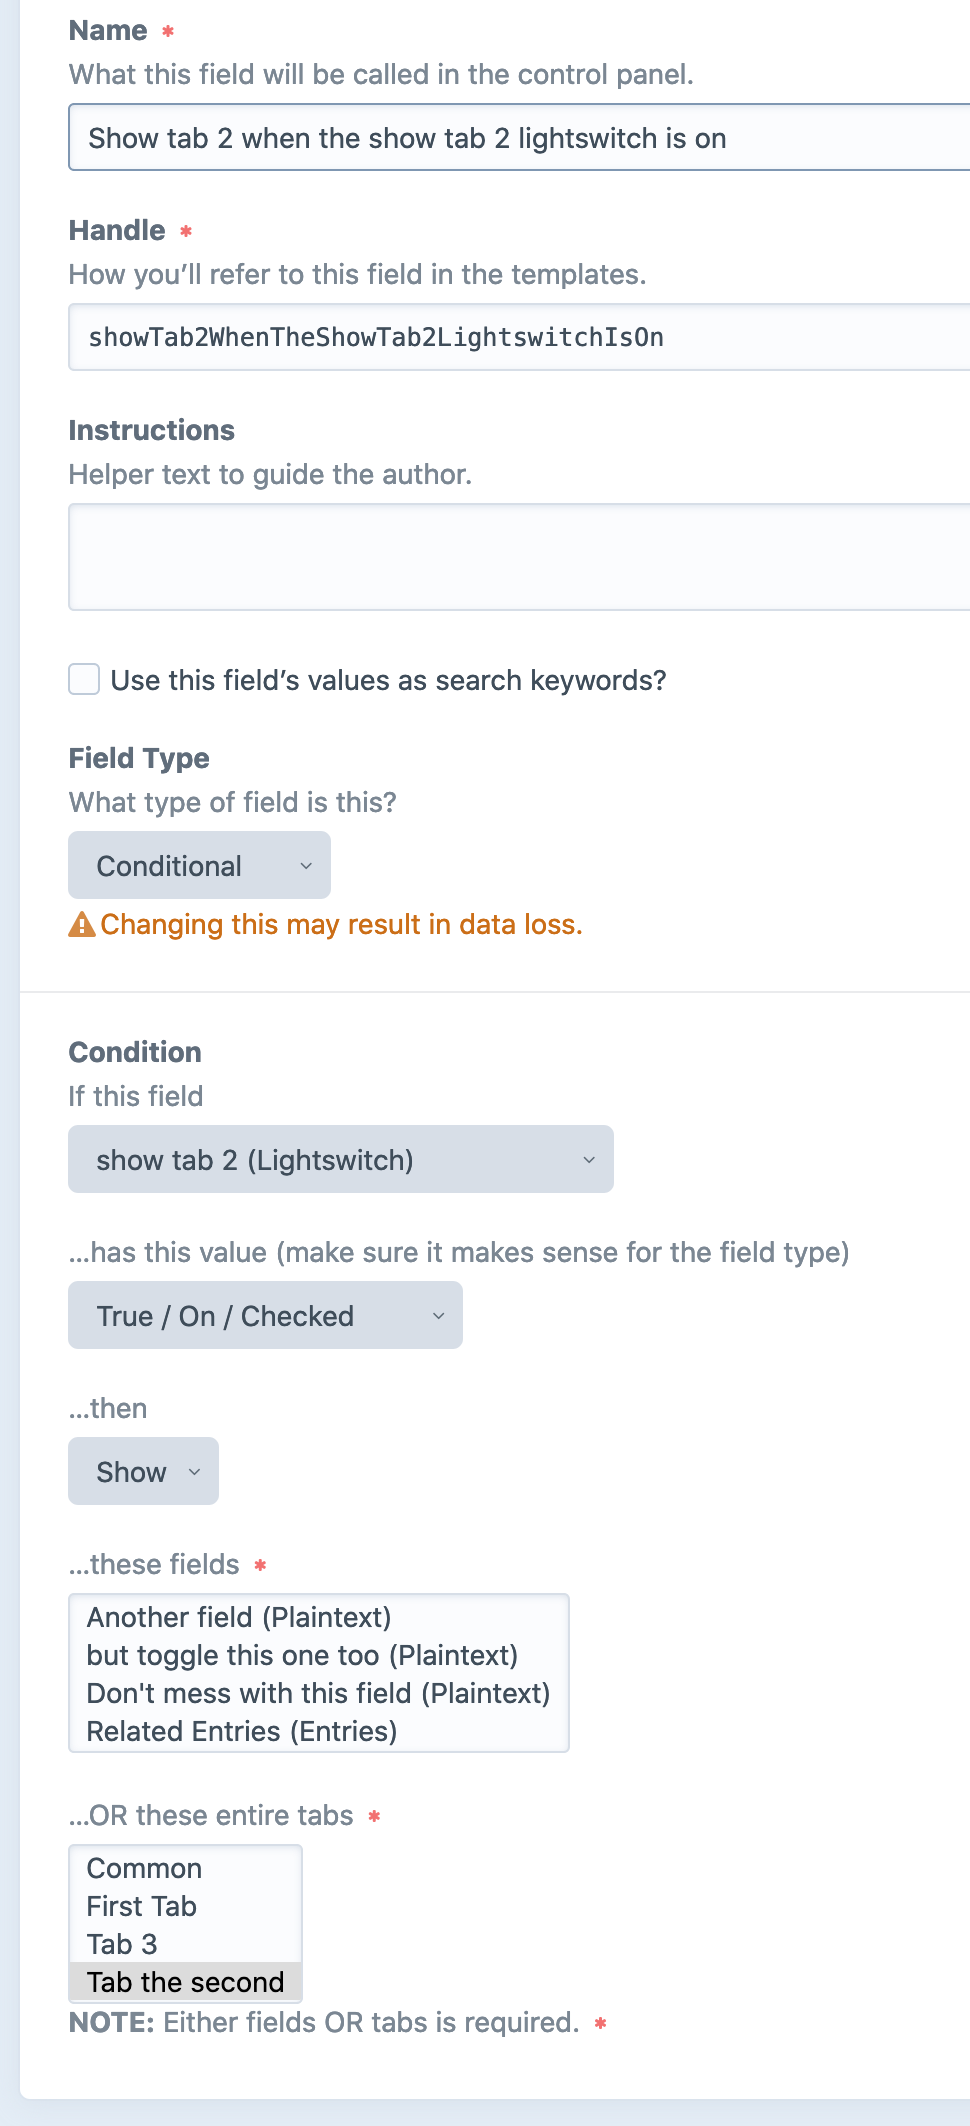 Name *
What this field will be called in the control panel.
Show tab 2 when the show tab 2 lightswitch is on
Handle *
How you’ll refer to this field in the templates.
showTab2WhenTheShowTab2LightswitchIsOn
Instructions
Helper text to guide the author.
Use this field’s values as search keywords?
Field Type
What type of field is this?
Conditional
Changing this may result in data loss.
Condition
If this field
show tab 2 (Lightswitch)
...has this value (make sure it makes sense for the field type)
True / On / Checked
...then
Show
...these fields *
Another field (Plaintext)
but toggle this one too (Plaintext)
Don't mess with this field (Plaintext)
Related Entries (Entries)
...OR these entire tabs *
Common
First Tab
Tab 3
Tab the second
NOTE: Either fields OR tabs is required. *